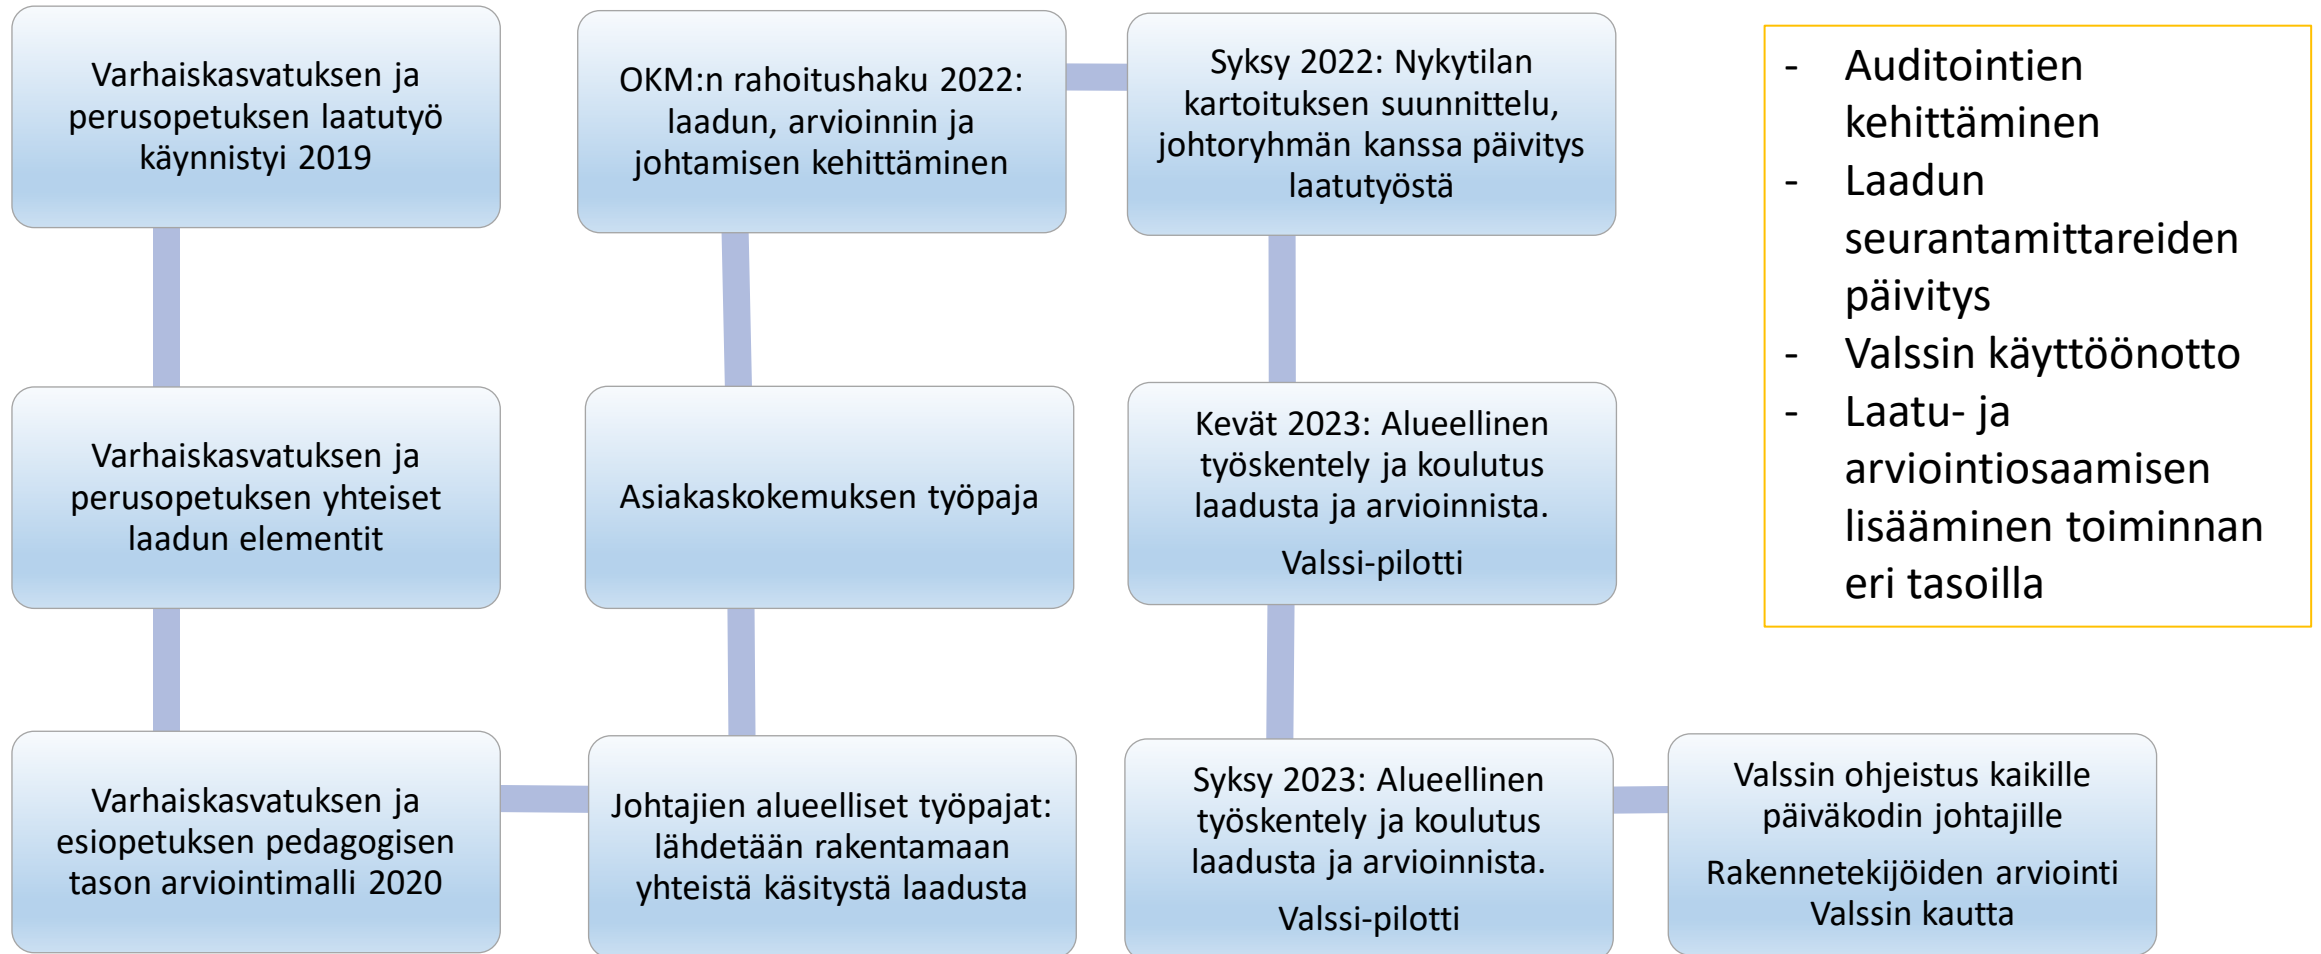 Varhaiskasvatuksen ja
perusopetuksen laatutyö
käynnistyi 2019
Varhaiskasvatuksen ja
perusopetuksen yhteiset
laadun elementit
Varhaiskasvatuksen ja
esiopetuksen pedagogisen
tason arviointimalli 2020
Johtajien alueelliset työpajat:
lähdetään rakentamaan
yhteistä käsitystä laadusta
Asiakaskokemuksen työpaja
OKM:n rahoitushaku 2022:
laadun, arvioinnin ja
johtamisen kehittäminen
Syksy 2022: Nykytilan
kartoituksen suunnittelu,
johtoryhmän kanssa päivitys
laatutyöstä
Kevät 2023: Alueellinen
työskentely ja koulutus
laadusta ja arvioinnista.
Valssi-pilotti
Syksy 2023: Alueellinen
työskentely ja koulutus
laadusta ja arvioinnista.
Valssi-pilotti
Valssin ohjeistus kaikille
päiväkodin johtajille
Rakennetekijöiden arviointi
Valssin kautta
- Auditointien
kehittäminen
- Laadun
seurantamittareiden
päivitys
- Valssin käyttöönotto
- Laatu- ja
arviointiosaamisen
lisääminen toiminnan
eri tasoilla